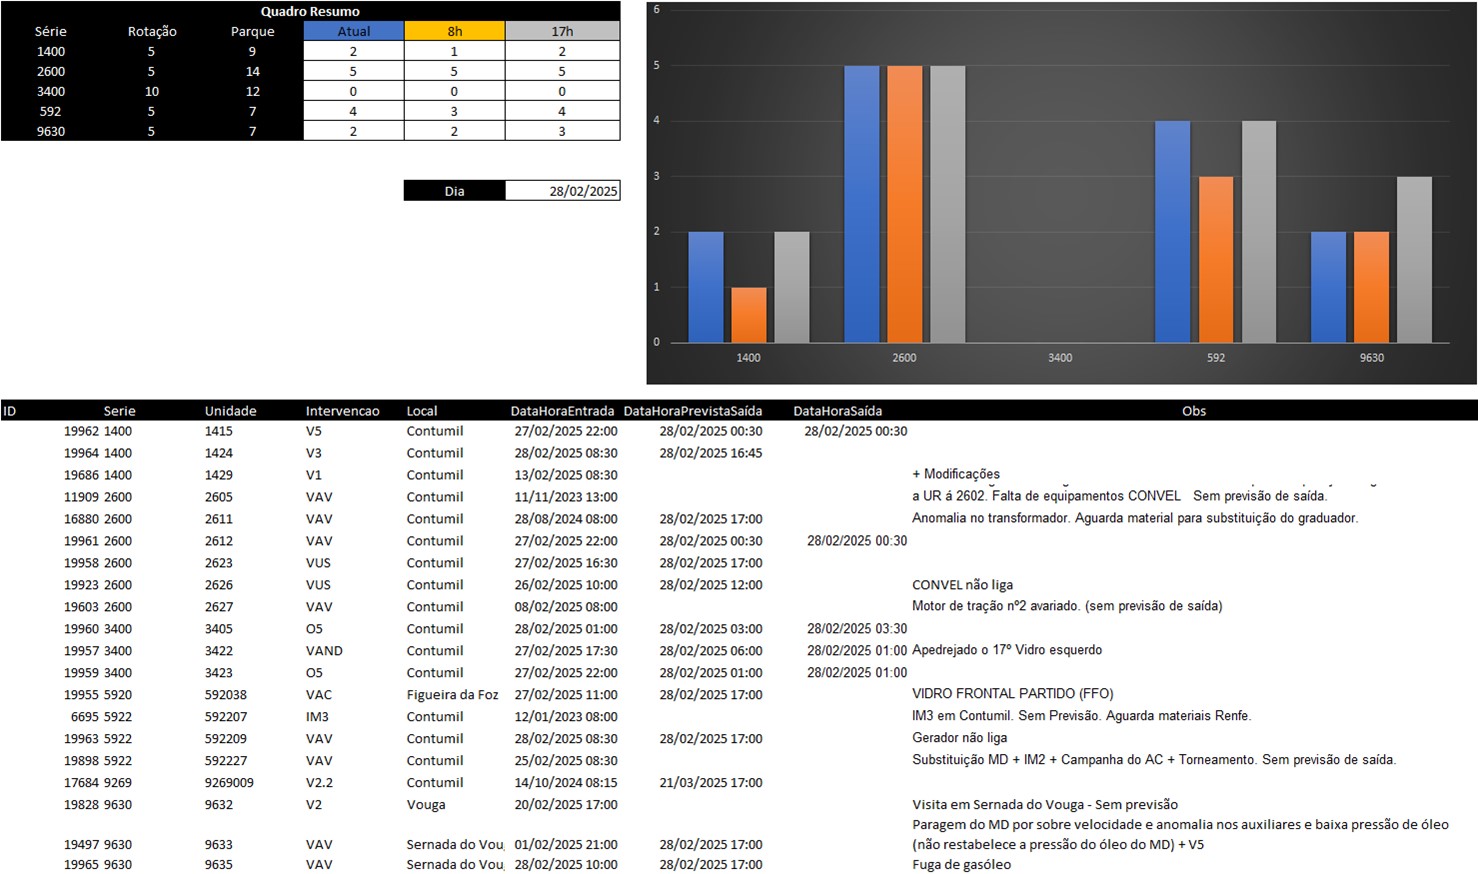 Quadro Resumo
Série Rotação Parque Atual 8h 17h
1400 5 9 2 1 2
2600 5 14 5 5 5
3400 10 12 0 0 0
592 5 7 4 3 4
9630 5 7 2 2 3
Dia 28/02/2025
6
5
4
3
2
1
0
1400 2600 3400 592 9630
ID Serie Unidade Intervencao Local DataHoraEntrada DataHoraPrevistaSaída DataHoraSaída Obs
19962 1400 1415 V5 Contumil 27/02/2025 22:00 28/02/2025 00:30 28/02/2025 00:30
19964 1400 1424 V3 Contumil 28/02/2025 08:30 28/02/2025 16:45
19686 1400 1429 V1 Contumil 13/02/2025 08:30 + Modificações
11909 2600 2605 VAV Contumil 11/11/2023 13:00 a UR á 2602. Falta de equipamentos CONVEL Sem previsão de saída.
16880 2600 2611 VAV Contumil 28/08/2024 08:00 28/02/2025 17:00 Anomalia no transformador. Aguarda material para substituição do graduador.
19961 2600 2612 VAV Contumil 27/02/2025 22:00 28/02/2025 00:30 28/02/2025 00:30
19958 2600 2623 VUS Contumil 27/02/2025 16:30 28/02/2025 17:00
19923 2600 2626 VUS Contumil 26/02/2025 10:00 28/02/2025 12:00 CONVEL não liga
19603 2600 2627 VAV Contumil 08/02/2025 08:00 Motor de tração nº2 avariado. (sem previsão de saída)
19960 3400 3405 O5 Contumil 28/02/2025 01:00 28/02/2025 03:00 28/02/2025 03:30
19957 3400 3422 VAND Contumil 27/02/2025 17:30 28/02/2025 06:00 28/02/2025 01:00 Apedrejado o 17º Vidro esquerdo
19959 3400 3423 O5 Contumil 27/02/2025 22:00 28/02/2025 01:00 28/02/2025 01:00
19955 5920 592038 VAC Figueira da Foz 27/02/2025 11:00 28/02/2025 17:00 VIDRO FRONTAL PARTIDO (FFO)
6695 5922 592207 IM3 Contumil 12/01/2023 08:00 IM3 em Contumil. Sem Previsão. Aguarda materiais Renfe.
19963 5922 592209 VAV Contumil 28/02/2025 08:30 28/02/2025 17:00 Gerador não liga
19898 5922 592227 VAV Contumil 25/02/2025 08:30 Substituição MD + IM2 + Campanha do AC + Torneamento. Sem previsão de saída.
17684 9269 9269009 V2.2 Contumil 14/10/2024 08:15 21/03/2025 17:00
19828 9630 9632 V2 Vouga 20/02/2025 17:00 Visita em Sernada do Vouga - Sem previsão
Paragem do MD por sobre velocidade e anomalia nos auxiliares e baixa pressão de óleo
19497 9630 9633 VAV Sernada do Vou 01/02/2025 21:00 28/02/2025 17:00 (não restabelece a pressão do óleo do MD) + V5
19965 9630 9635 VAV Sernada do Vou 28/02/2025 10:00 28/02/2025 17:00 Fuga de gasóleo